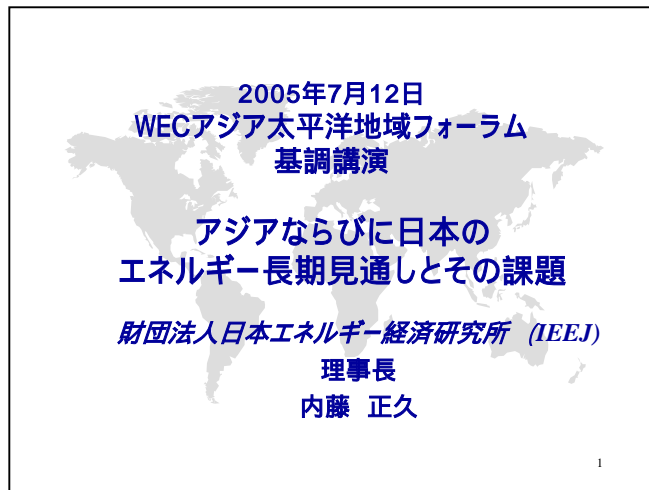 2005年7月12日
WECアジア太平洋地域フォーラム
基調講演
アジアならびに日本の
エネルギー長期見通しとその課題
財団法人日本エネルギー経済研究所 (IEEJ)
理事長
内藤 正久
1